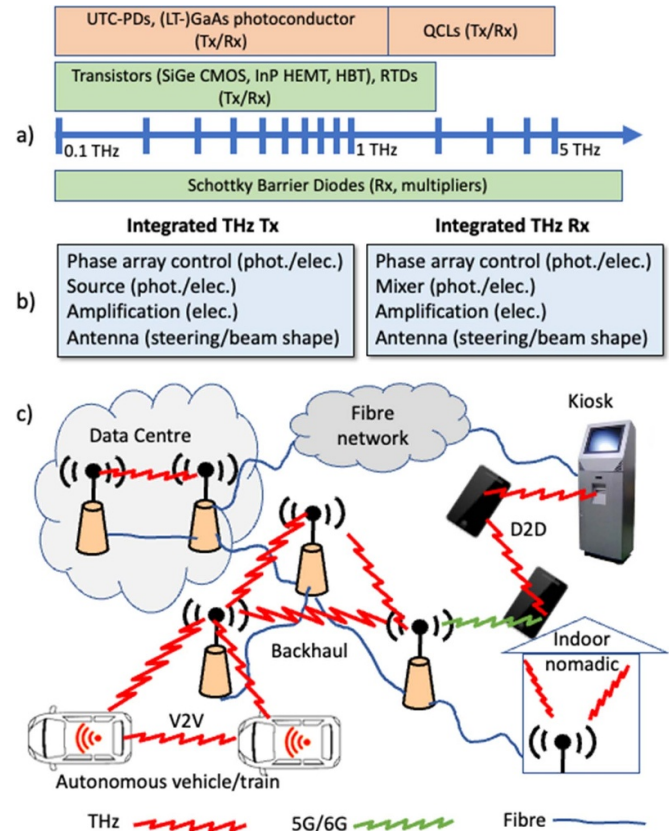 UTC-PDs, (LT-)GaAs photoconductor
(Tx/Rx)
QCLs (Tx/Rx)
Transistors (SiGe CMOS, InP HEMT, HBT), RTDs
(Tx/Rx)
a)
0.1 THz
1 THz
5 THz
Schottky Barrier Diodes (Rx, multipliers)
Integrated THz Tx
Integrated THz Rx
b)
Phase array control (phot./elec.)
Source (phot./elec.)
Amplification (elec.)
Antenna (steering/beam shape)
Phase array control (phot./elec.)
Mixer (phot./elec.)
Amplification (elec.)
Antenna (steering/beam shape)
c)
Data Centre
Fibre
network
Kiosk
D2D
Backhaul
Indoor
nomadic
V2V
Autonomous vehicle/train
THz
5G/6G
Fibre